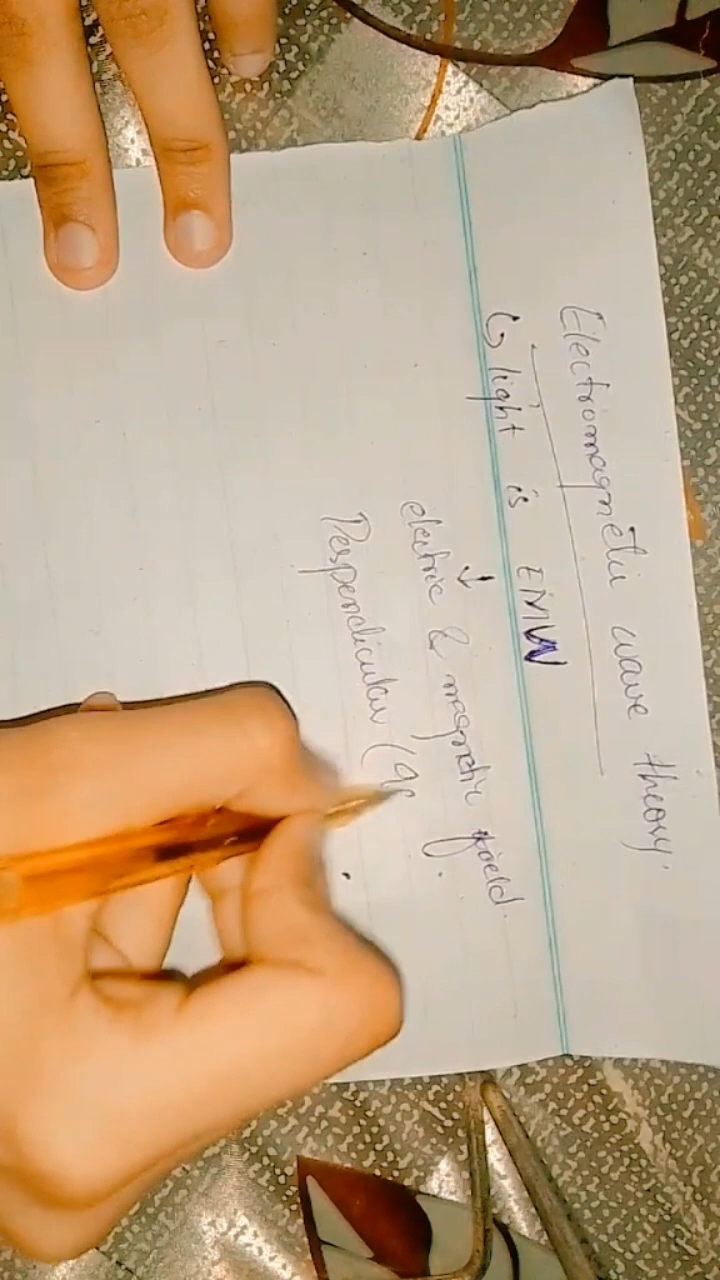 Electromagnetic wave theory.
↳ light is EMW
↓
electric & magnetic field.
Perpendicular (90